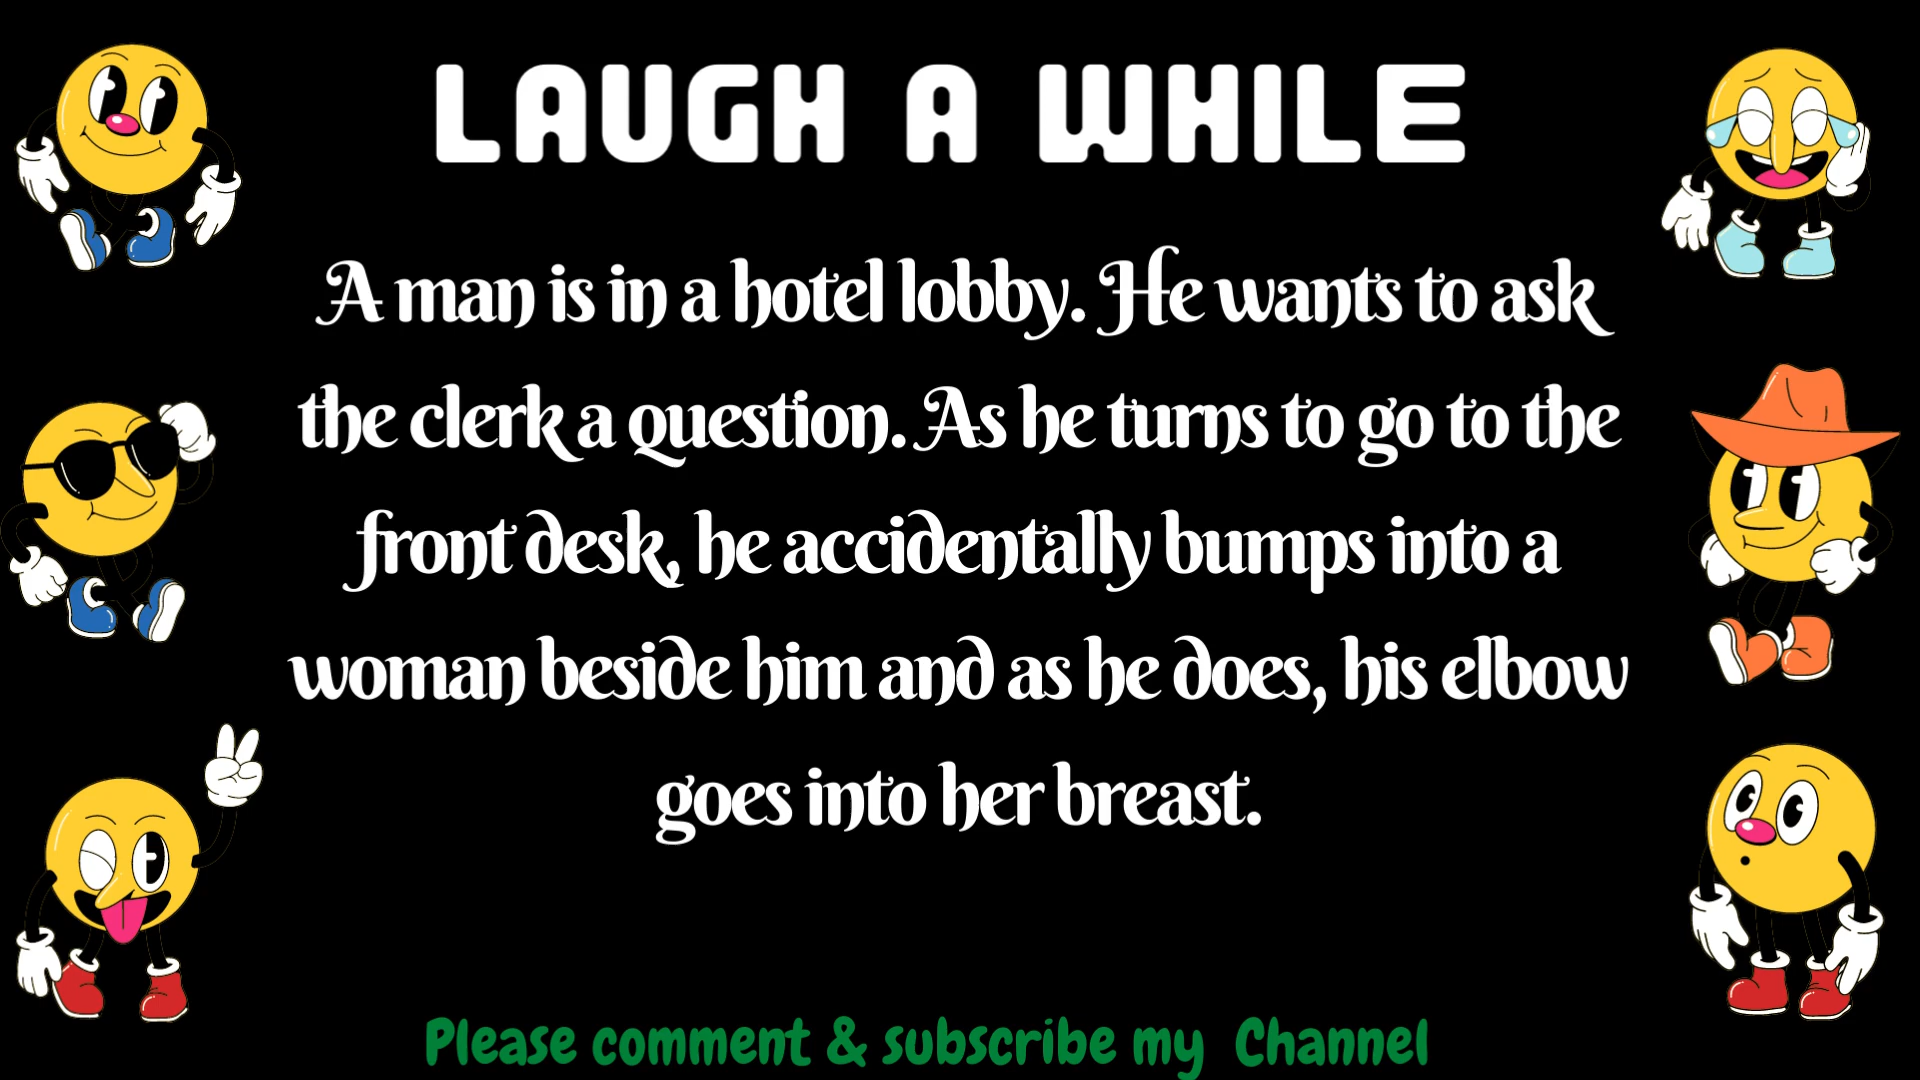 LAUGH A WHILE
A man is in a hotel lobby. He wants to ask
the clerk a question. As he turns to go to the
front desk, he accidentally bumps into a
woman beside him and as he does, his elbow
goes into her breast.
Please comment & subscribe my Channel